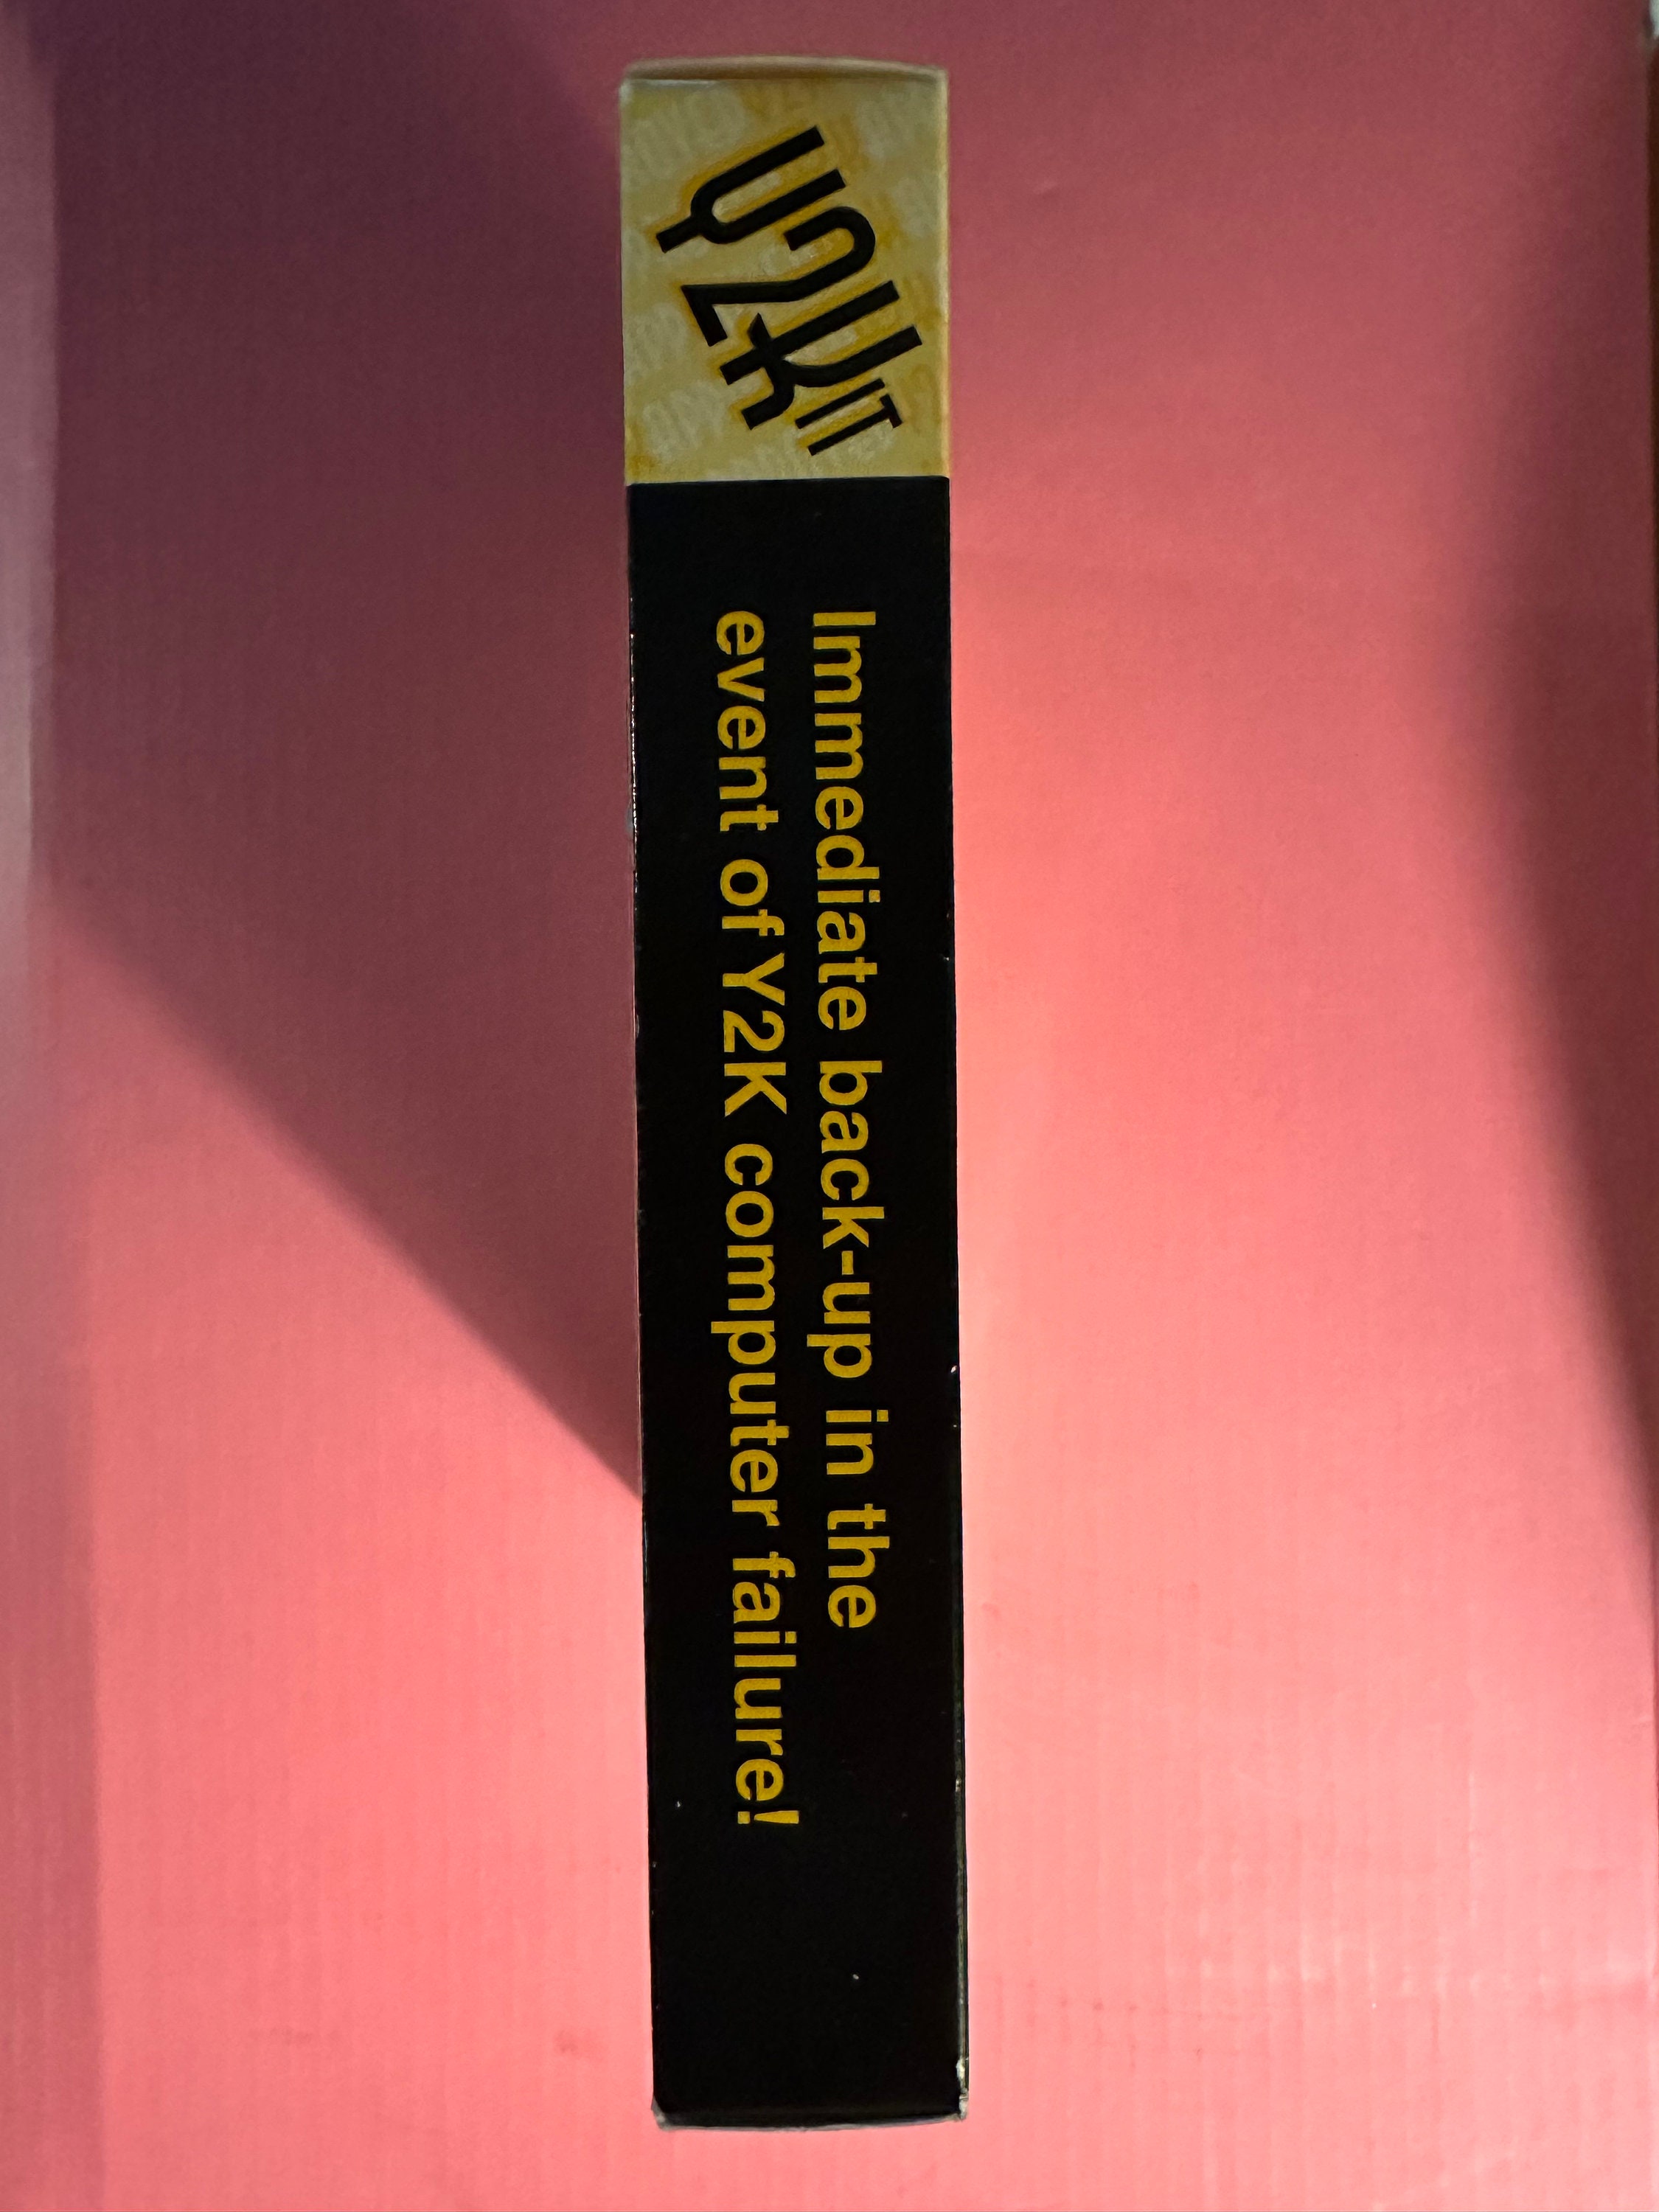 Y2KIT
Immediate back-up in the
event of Y2K computer failure!